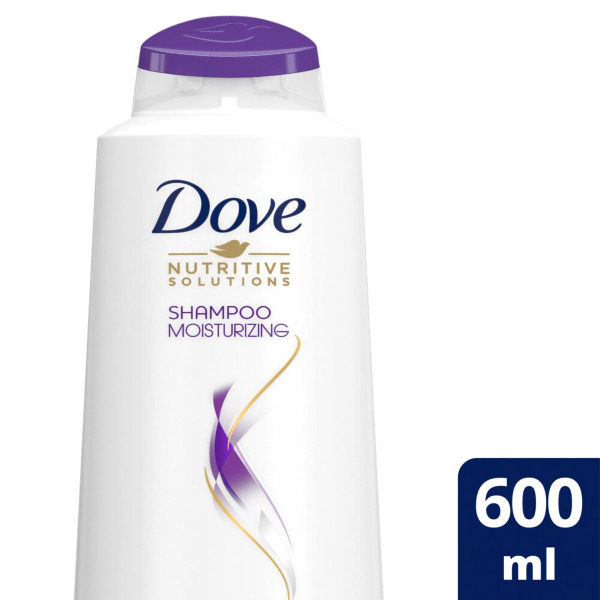 Dove
NUTRITIVE
SOLUTIONS
SHAMPOO
MOISTURIZING
600
ml